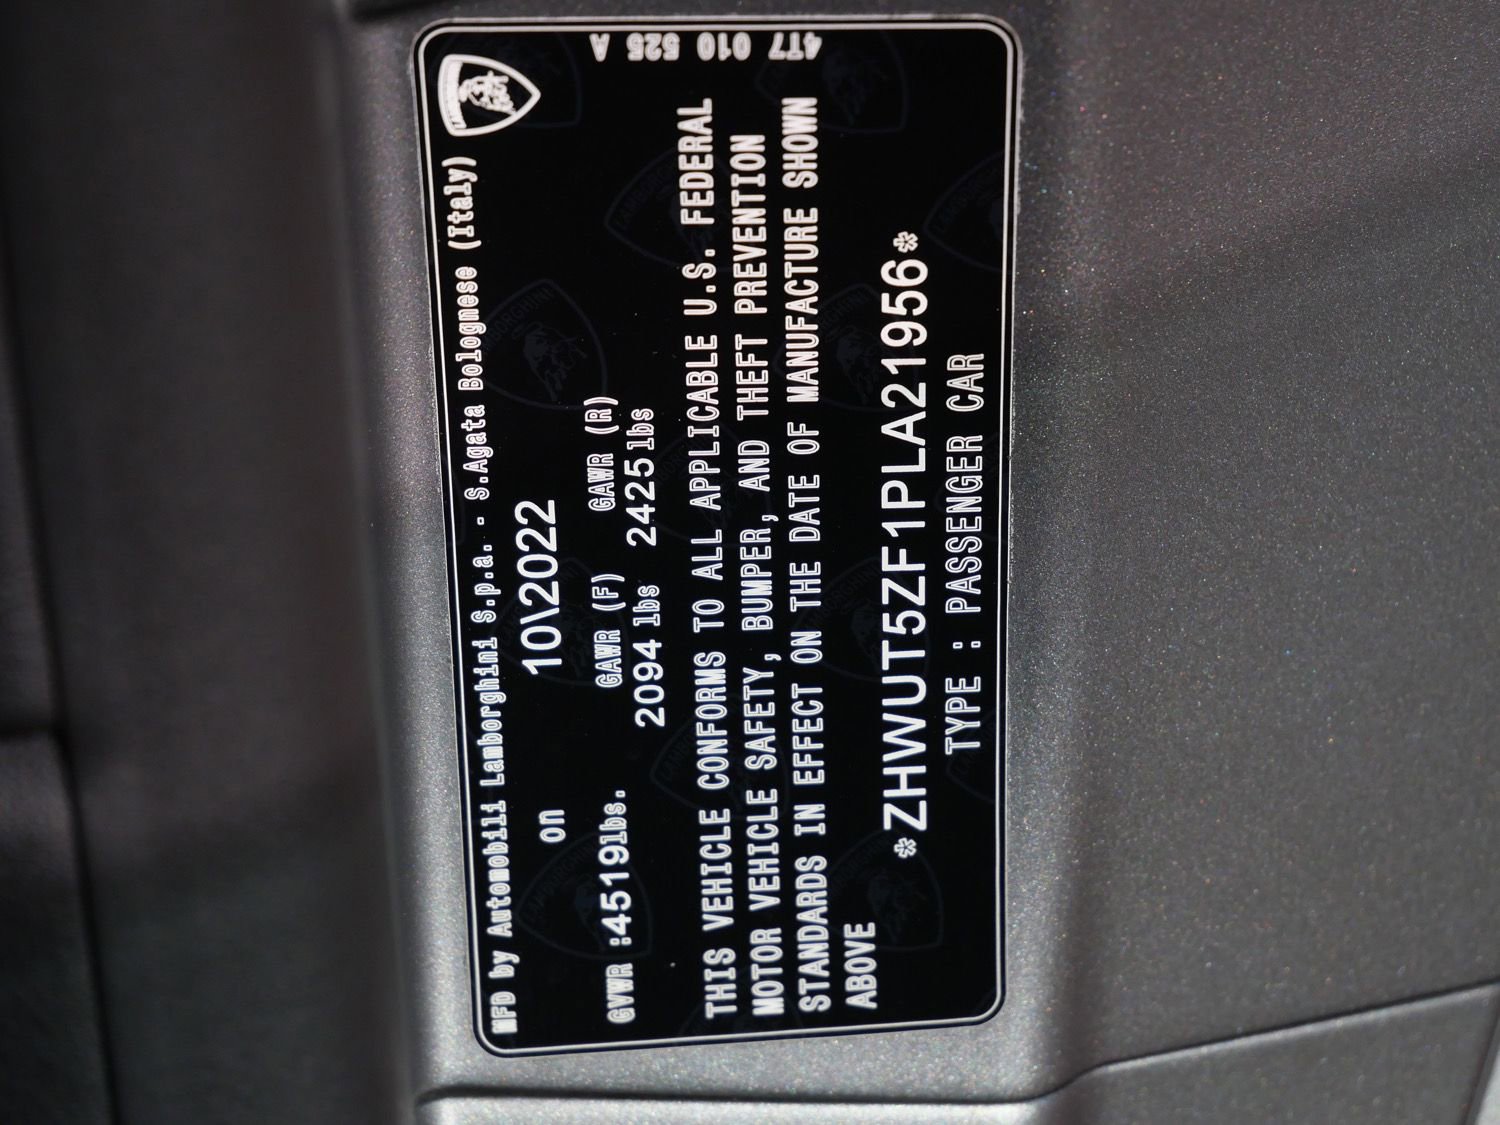 MFD by Automobili Lamborghini S.p.a. - S.Agata Bolognese (Italy)
on 10\2022
GVWR :4519lbs. GAWR (F) GAWR (R)
2094 lbs 2425lbs
THIS VEHICLE CONFORMS TO ALL APPLICABLE U.S. FEDERAL
MOTOR VEHICLE SAFETY, BUMPER, AND THEFT PREVENTION
STANDARDS IN EFFECT ON THE DATE OF MANUFACTURE SHOWN
ABOVE
*ZHWUT5ZF1PLA21956*
TYPE : PASSENGER CAR
4T7 010 525 A
LAMBORGHINI